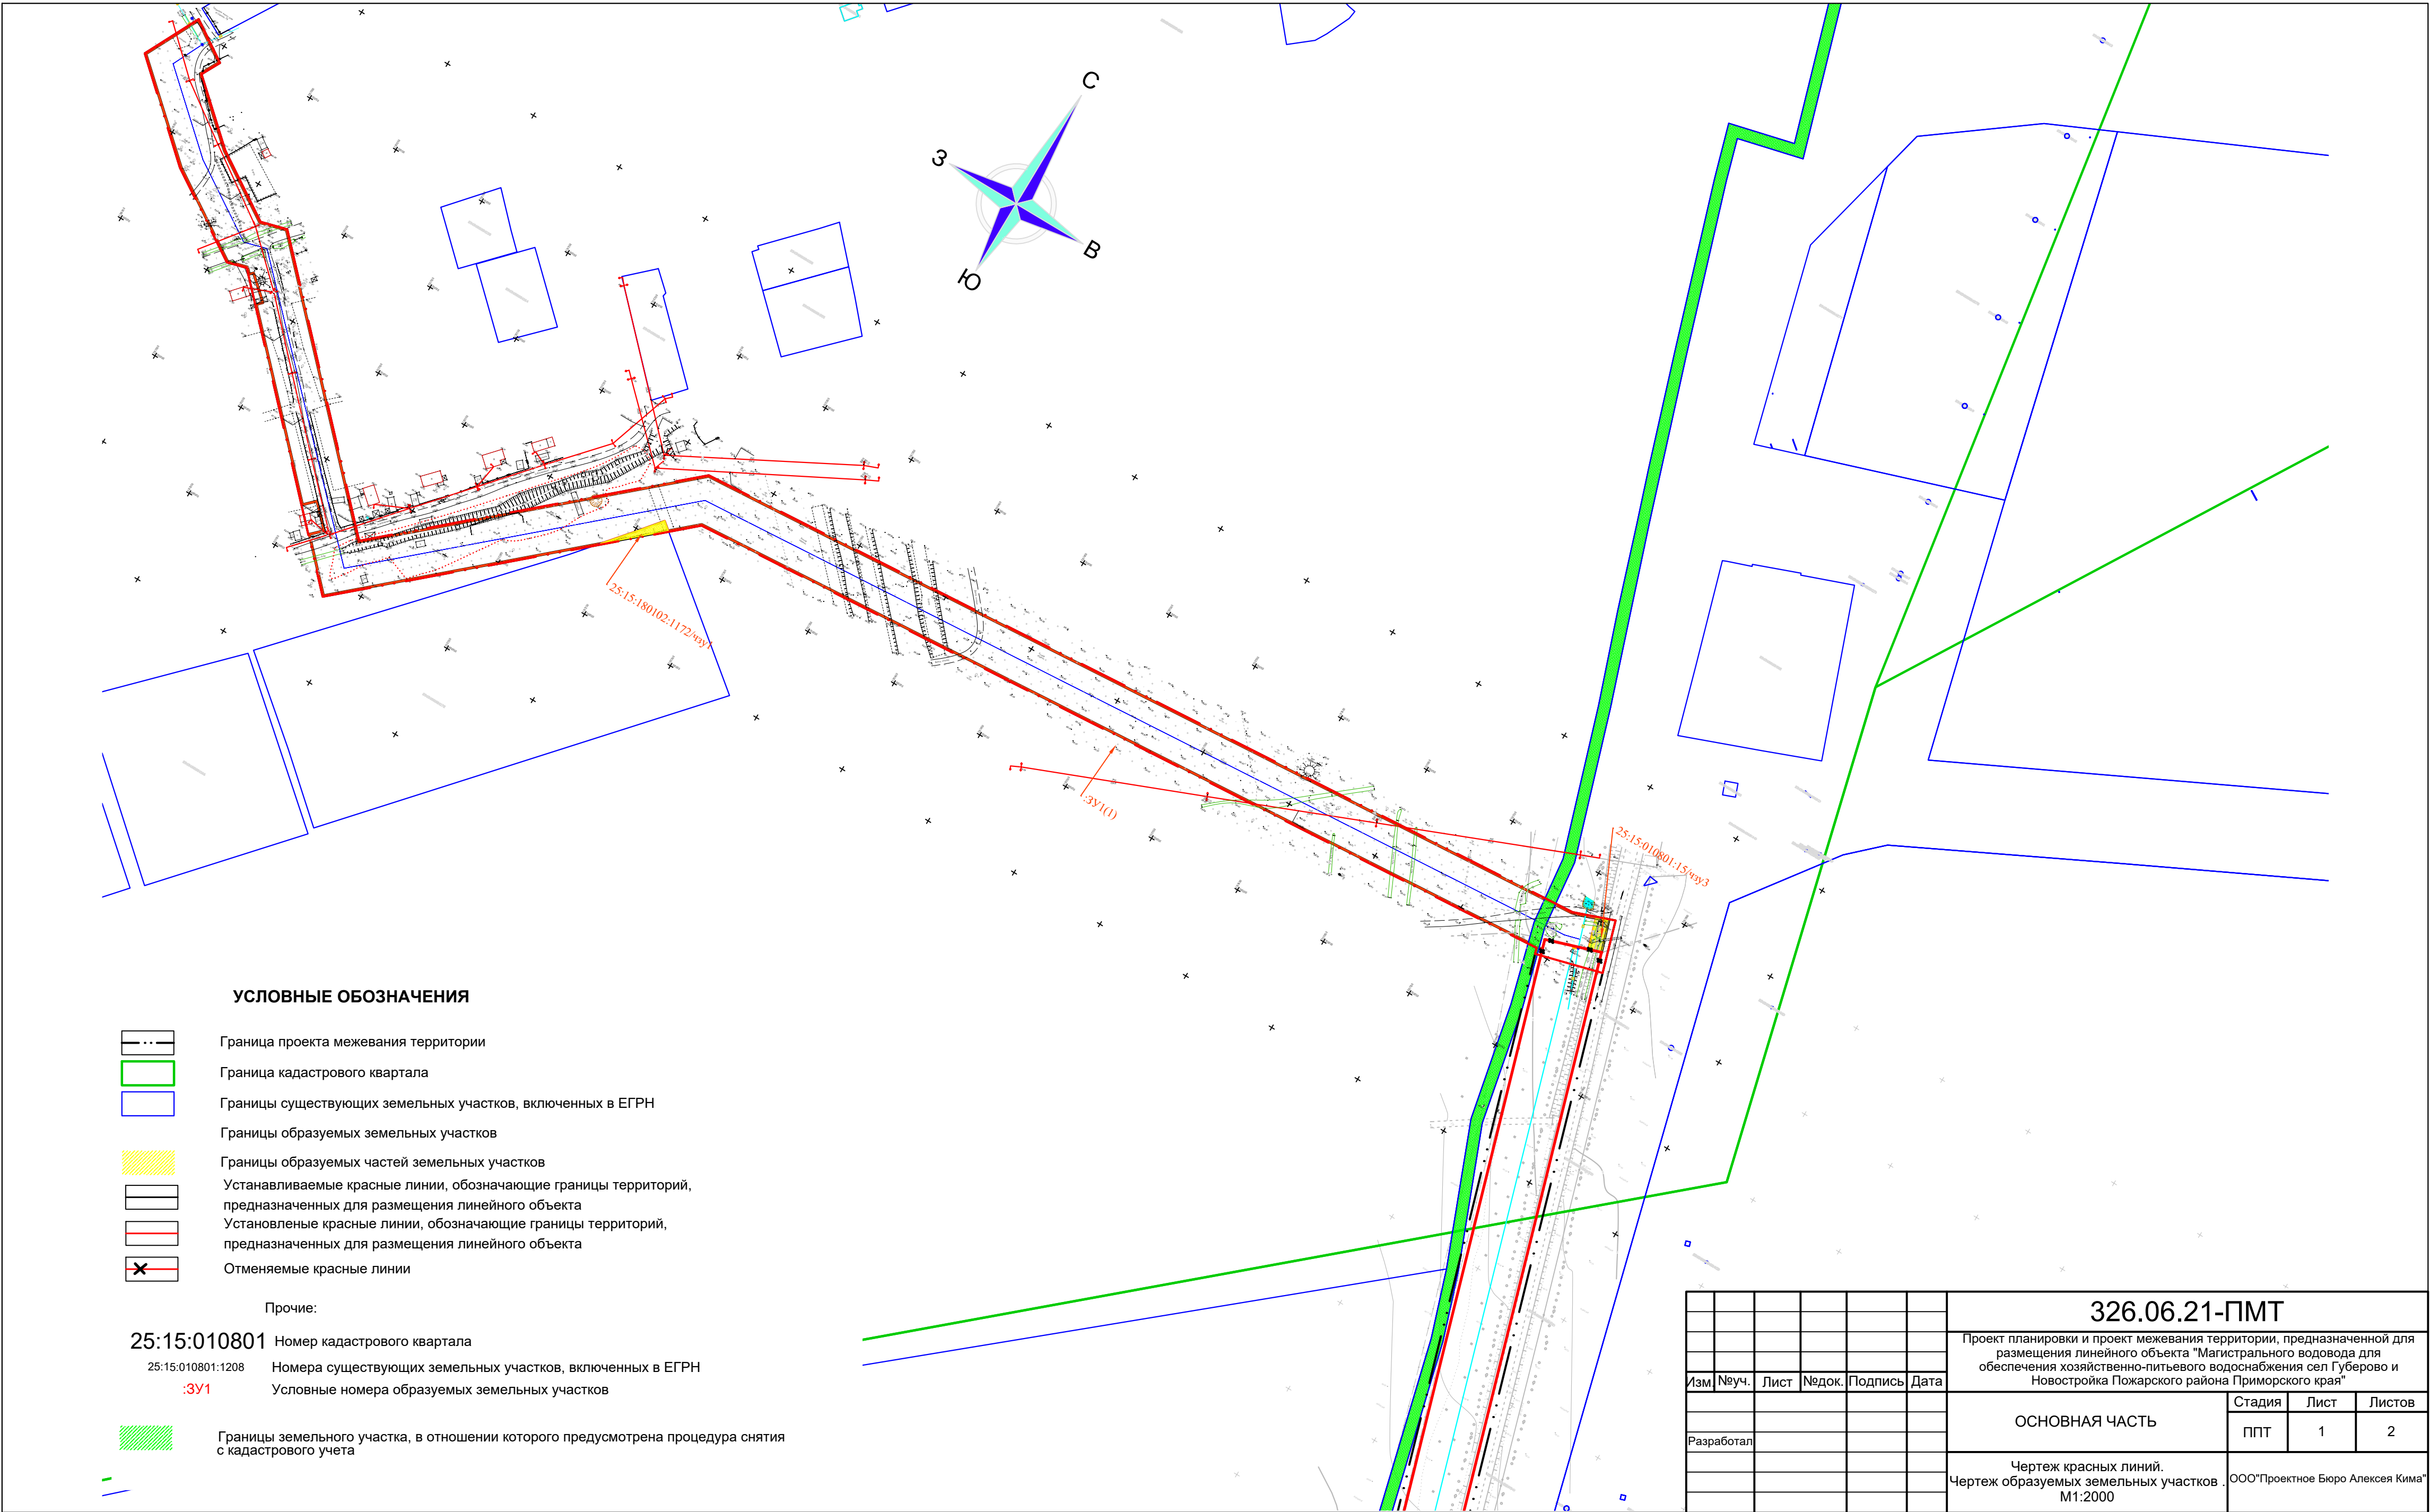 С
З
В
Ю
25:15:180102:1172/чзу1
:ЗУ1(1)
25:15:010801:15/чзу3
УСЛОВНЫЕ ОБОЗНАЧЕНИЯ
Граница проекта межевания территории
Граница кадастрового квартала
Границы существующих земельных участков, включенных в ЕГРН
Границы образуемых земельных участков
Границы образуемых частей земельных участков
Устанавливаемые красные линии, обозначающие границы территорий,
предназначенных для размещения линейного объекта
Установленые красные линии, обозначающие границы территорий,
предназначенных для размещения линейного объекта
Отменяемые красные линии
Прочие:
25:15:010801 Номер кадастрового квартала
25:15:010801:1208 Номера существующих земельных участков, включенных в ЕГРН
:ЗУ1 Условные номера образуемых земельных участков
Границы земельного участка, в отношении которого предусмотрена процедура снятия
с кадастрового учета
326.06.21-ПМТ
Проект планировки и проект межевания территории, предназначенной для
размещения линейного объекта "Магистрального водовода для
обеспечения хозяйственно-питьевого водоснабжения сел Губерово и
Новостройка Пожарского района Приморского края"
Изм. №уч. Лист №док. Подпись Дата
ОСНОВНАЯ ЧАСТЬ
Стадия Лист Листов
ППТ 1 2
Разработал
Чертеж красных линий.
Чертеж образуемых земельных участков .
М1:2000
ООО"Проектное Бюро Алексея Кима"